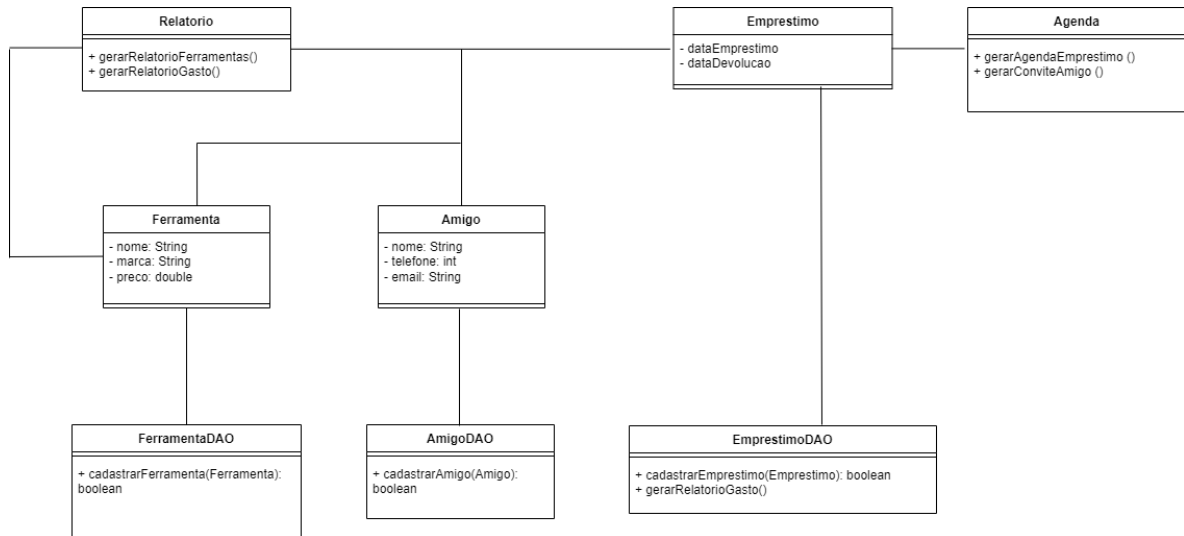 Relatorio
+ gerarRelatorioFerramentas()
+ gerarRelatorioGasto()
Emprestimo
- dataEmprestimo
- dataDevolucao
Agenda
+ gerarAgendaEmprestimo ()
+ gerarConviteAmigo ()
Ferramenta
- nome: String
- marca: String
- preco: double
Amigo
- nome: String
- telefone: int
- email: String
FerramentaDAO
+ cadastrarFerramenta(Ferramenta):
boolean
AmigoDAO
+ cadastrarAmigo(Amigo):
boolean
EmprestimoDAO
+ cadastrarEmprestimo(Emprestimo): boolean
+ gerarRelatorioGasto()